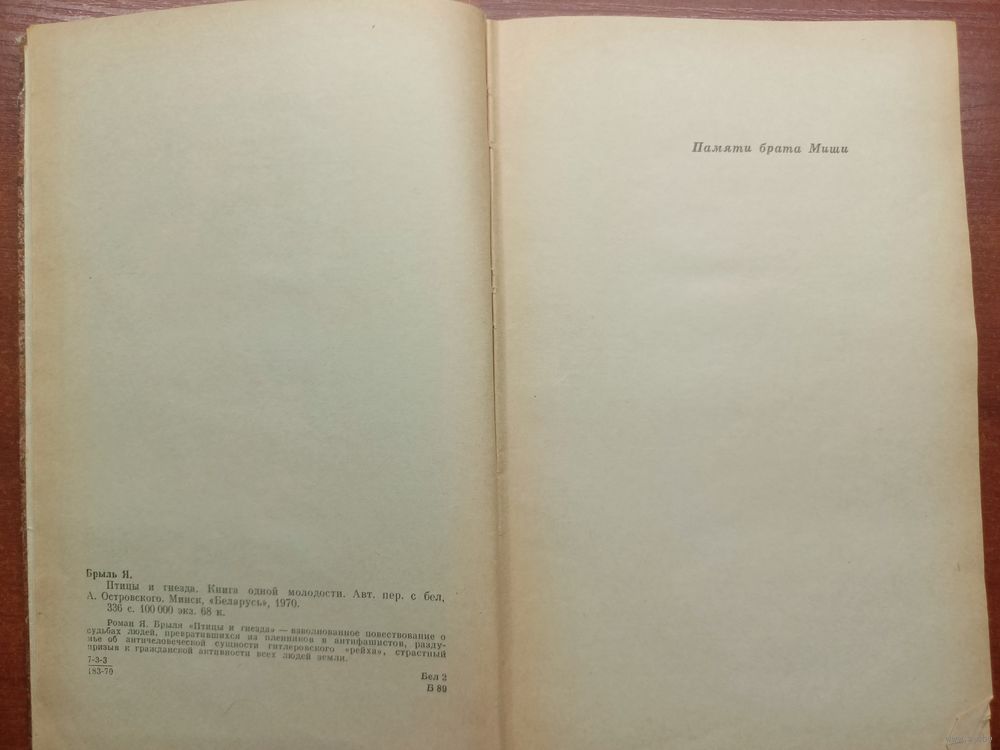 Брыль Я.
Птицы и гнезда. Книга одной молодости. Авт. пер. с бел,
А. Островского. Минск, «Беларусь», 1970.
336 с. 100 000 экз. 68 к.
Роман Я. Брыля «Птицы и гнезда» — взволнованное повествование о
судьбах людей, превратившихся из пленников в антифашистов, разду-
мье об античеловеческой сущности гитлеровского «рейха», страстный
призыв к гражданской активности всех людей земли.
7-3-3
183-70
Бел 2
Б 89
Памяти брата Миши